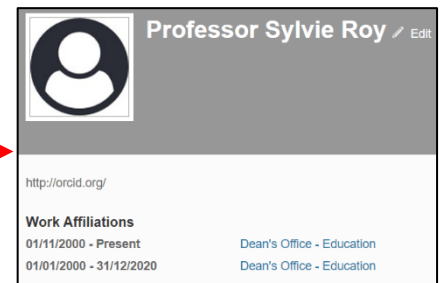 Professor Sylvie Roy Edit
http://orcid.org/
Work Affiliations
01/11/2000 - Present Dean's Office - Education
01/01/2000 - 31/12/2020 Dean's Office - Education